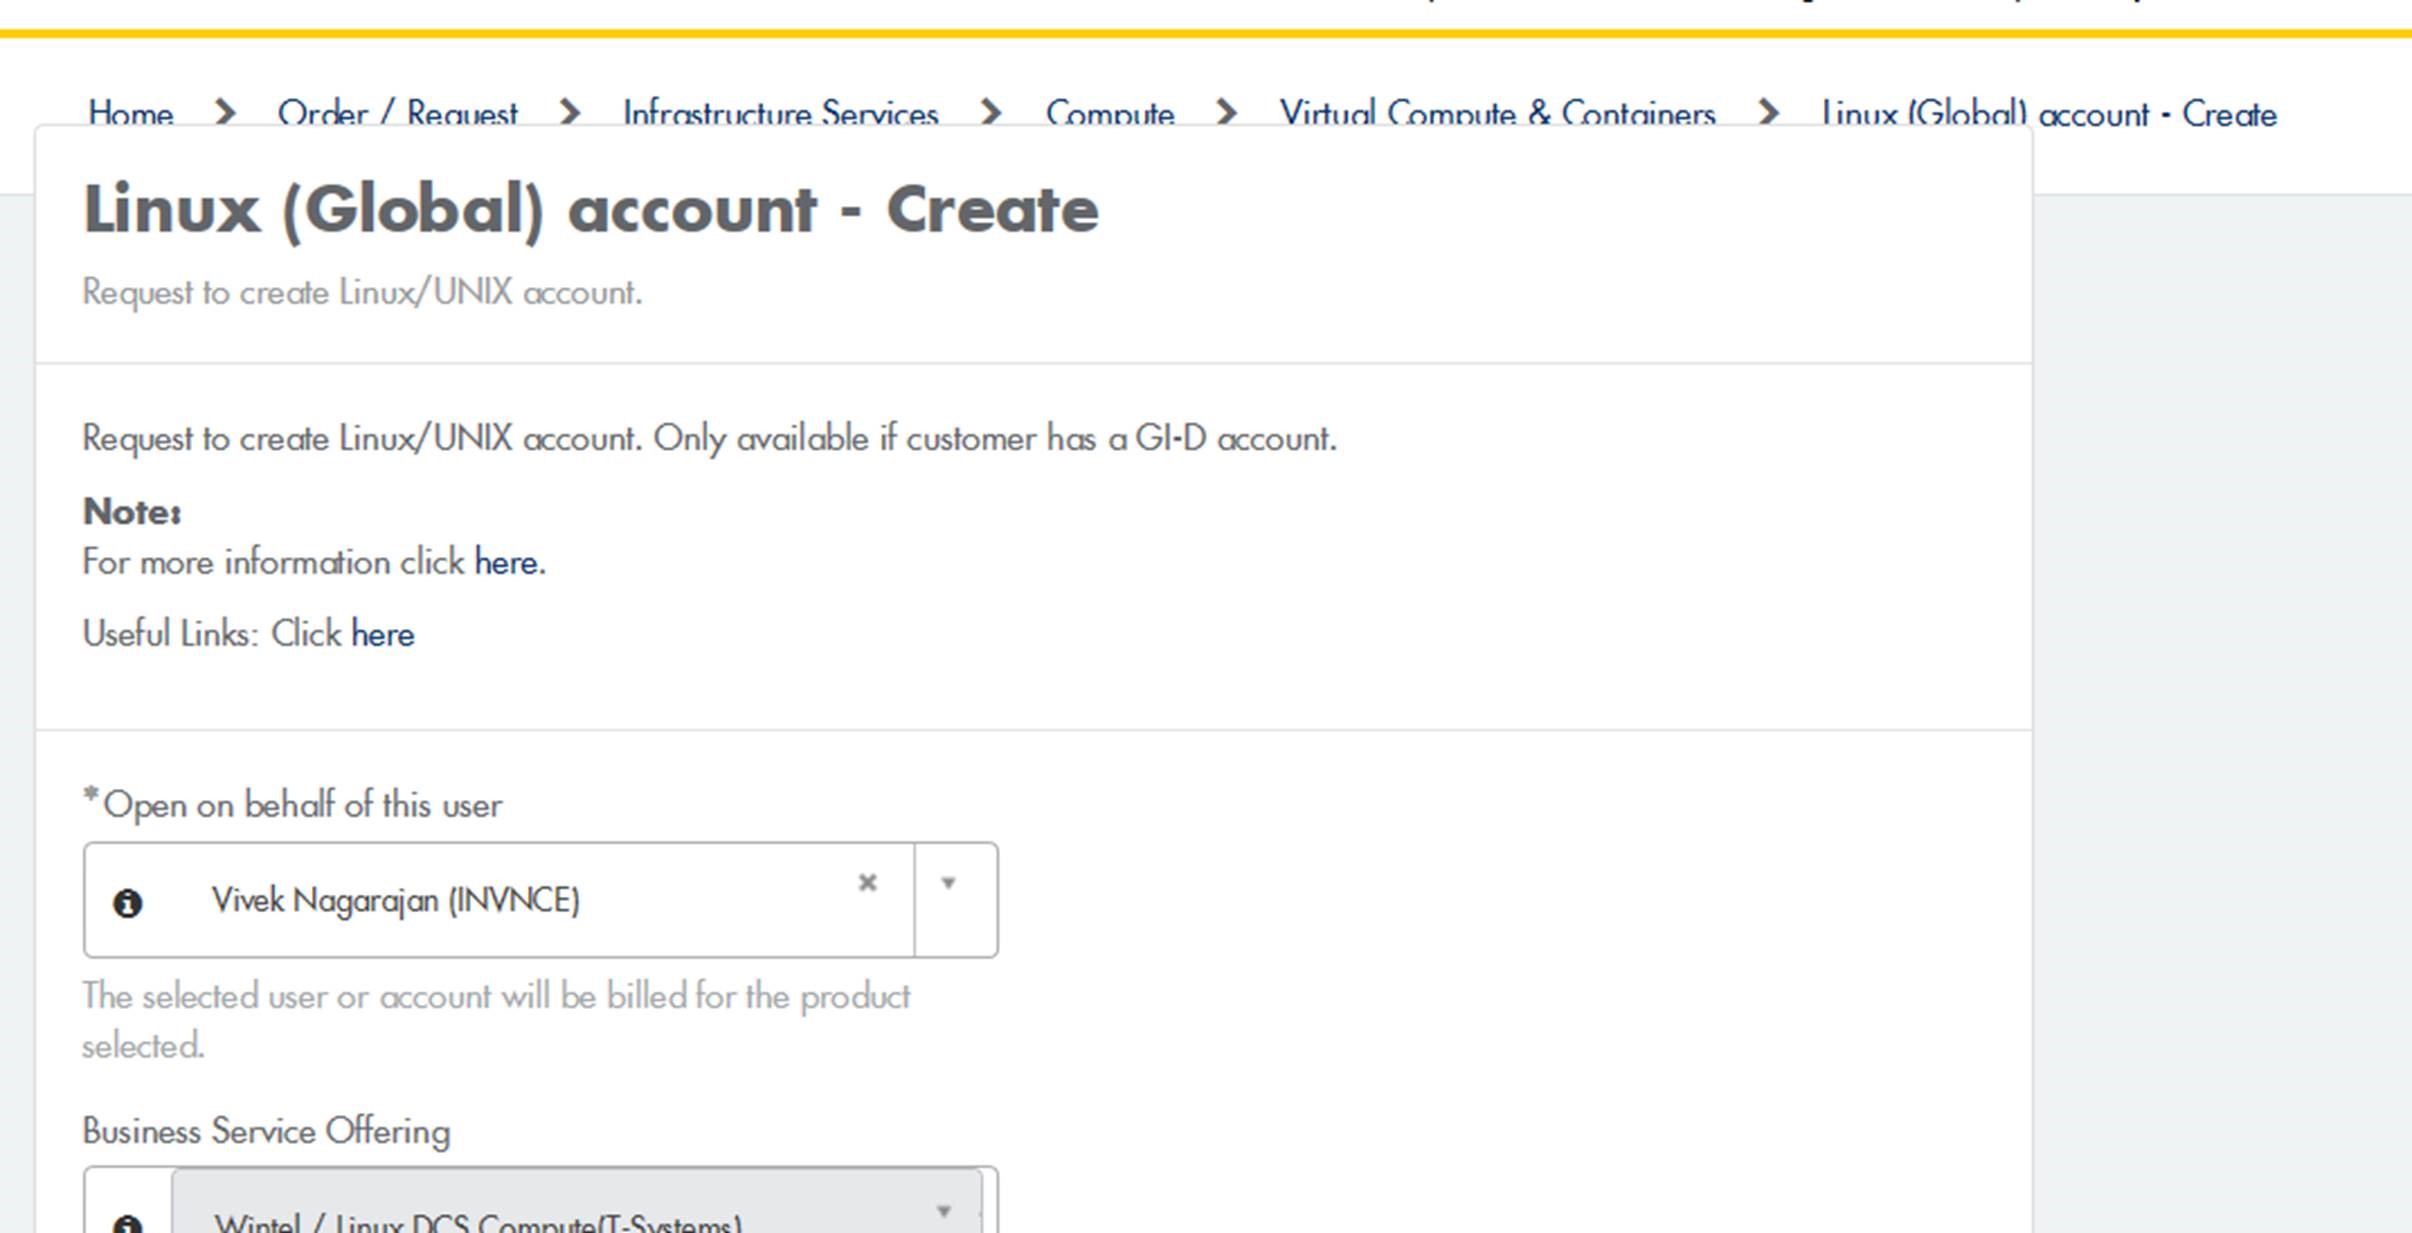 Home > Order / Request > Infrastructure Services > Compute > Virtual Compute & Containers > Linux (Global) account - Create
Linux (Global) account - Create
Request to create Linux/UNIX account.
Request to create Linux/UNIX account. Only available if customer has a GI-D account.
Note:
For more information click here.
Useful Links: Click here
*Open on behalf of this user
Vivek Nagarajan (INVNCE)
The selected user or account will be billed for the product
selected.
Business Service Offering
Wintel / Linux DCS Compute(T-Systems)